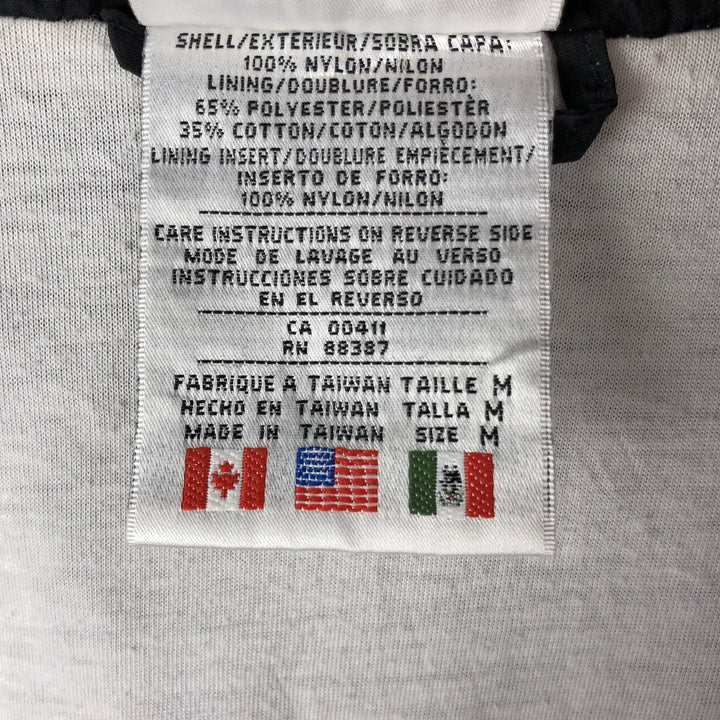 SHELL/EXTERIEUR/SOBRA CAPA:
100% NYLON/NILON
LINING/DOUBLURE/FORRO:
65% POLYESTER/POLIESTÈR
35% COTTON/COTON/ALGODON
LINING INSERT/DOUBLURE EMPIÈCEMENT/
INSERTO DE FORRO:
100% NYLON/NILON
CARE INSTRUCTIONS ON REVERSE SIDE
MODE DE LAVAGE AU VERSO
INSTRUCCIONES SOBRE CUIDADO
EN EL REVERSO
CA 00411
RN 88387
FABRIQUE A TAIWAN TAILLE M
HECHO EN TAIWAN TALLA M
MADE IN TAIWAN SIZE M